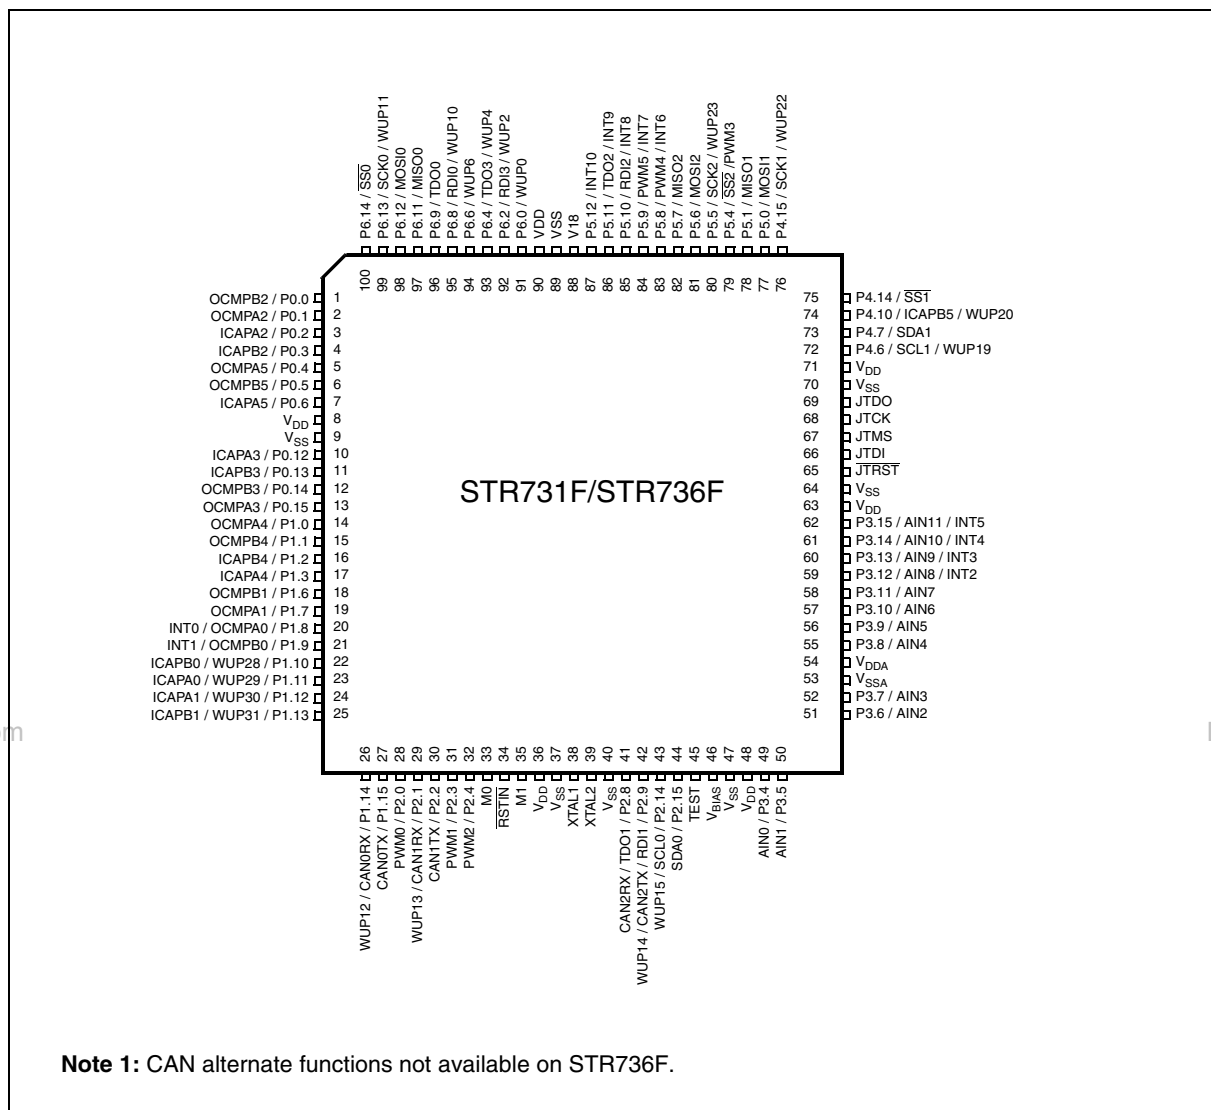 P6.14 / SS0
P6.13 / SCK0 / WUP11
P6.12 / MOSI0
P6.11 / MISO0
P6.9 / TDO0
P6.8 / RDI0 / WUP10
P6.6 / WUP6
P6.4 / TDO3 / WUP4
P6.2 / RDI3 / WUP2
P6.0 / WUP0
VDD
VSS
V18
P5.12 / INT10
P5.11 / TDO2 / INT9
P5.10 / RDI2 / INT8
P5.9 / PWM5 / INT7
P5.8 / PWM4 / INT6
P5.7 / MISO2
P5.6 / MOSI2
P5.5 / SCK2 / WUP23
P5.4 / SS2 /PWM3
P5.1 / MISO1
P5.0 / MOSI1
P4.15 / SCK1 / WUP22
100 99 98 97 96 95 94 93 92 91 90 89 88 87 86 85 84 83 82 81 80 79 78 77 76
OCMPB2 / P0.0 1
OCMPA2 / P0.1 2
ICAPA2 / P0.2 3
ICAPB2 / P0.3 4
OCMPA5 / P0.4 5
OCMPB5 / P0.5 6
ICAPA5 / P0.6 7
VDD 8
VSS 9
ICAPA3 / P0.12 10
ICAPB3 / P0.13 11
OCMPB3 / P0.14 12
OCMPA3 / P0.15 13
OCMPA4 / P1.0 14
OCMPB4 / P1.1 15
ICAPB4 / P1.2 16
ICAPA4 / P1.3 17
OCMPB1 / P1.6 18
OCMPA1 / P1.7 19
INT0 / OCMPA0 / P1.8 20
INT1 / OCMPB0 / P1.9 21
ICAPB0 / WUP28 / P1.10 22
ICAPA0 / WUP29 / P1.11 23
ICAPA1 / WUP30 / P1.12 24
ICAPB1 / WUP31 / P1.13 25
STR731F/STR736F
75 P4.14 / SS1
74 P4.10 / ICAPB5 / WUP20
73 P4.7 / SDA1
72 P4.6 / SCL1 / WUP19
71 VDD
70 VSS
69 JTDO
68 JTCK
67 JTMS
66 JTDI
65 JTRST
64 VSS
63 VDD
62 P3.15 / AIN11 / INT5
61 P3.14 / AIN10 / INT4
60 P3.13 / AIN9 / INT3
59 P3.12 / AIN8 / INT2
58 P3.11 / AIN7
57 P3.10 / AIN6
56 P3.9 / AIN5
55 P3.8 / AIN4
54 VDDA
53 VSSA
52 P3.7 / AIN3
51 P3.6 / AIN2
26 27 28 29 30 31 32 33 34 35 36 37 38 39 40 41 42 43 44 45 46 47 48 49 50
WUP12 / CAN0RX / P1.14
CAN0TX / P1.15
PWM0 / P2.0
WUP13 / CAN1RX / P2.1
CAN1TX / P2.2
PWM1 / P2.3
PWM2 / P2.4
M0
RSTIN
M1
VDD
VSS
XTAL1
XTAL2
VSS
CAN2RX / TDO1 / P2.8
WUP14 / CAN2TX / RDI1 / P2.9
WUP15 / SCL0 / P2.14
SDA0 / P2.15
TEST
VBIAS
VSS
VDD
AIN0 / P3.4
AIN1 / P3.5
Note 1: CAN alternate functions not available on STR736F.